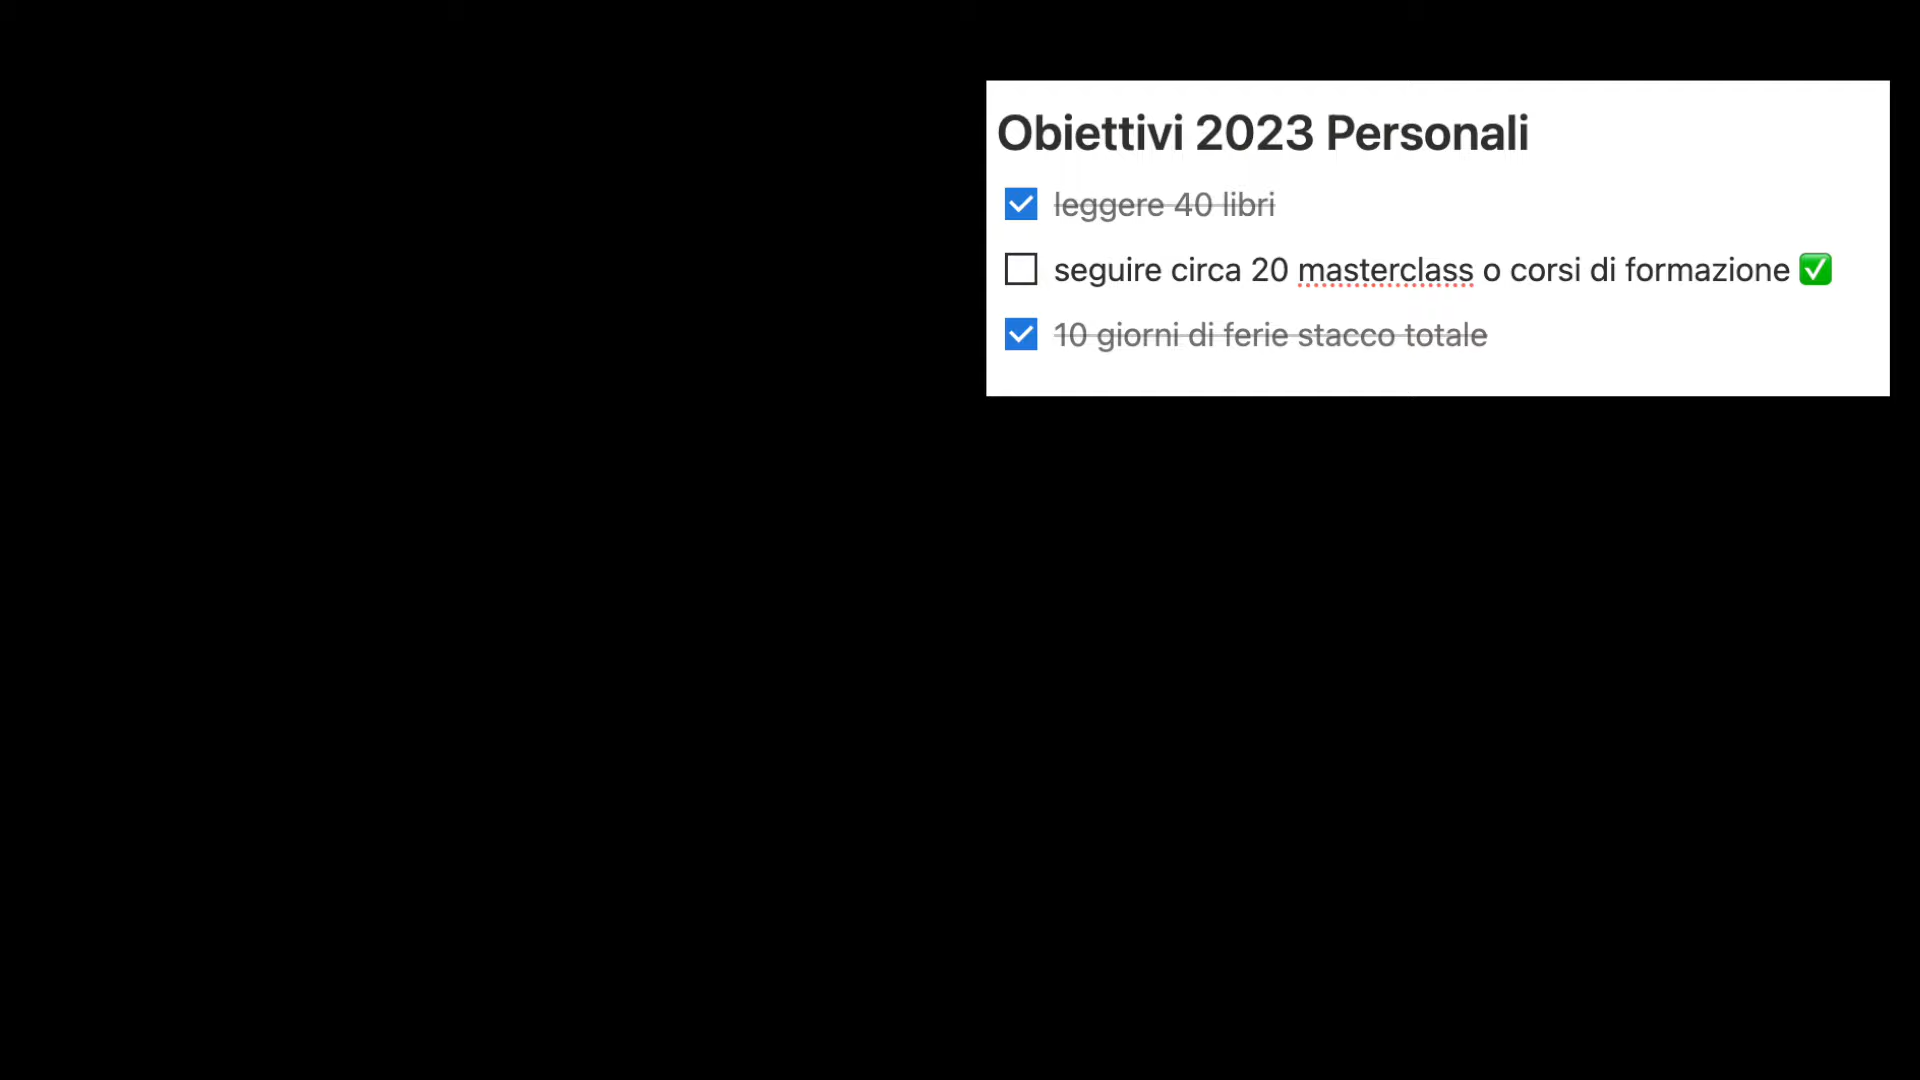 Obiettivi 2023 Personali
leggere 40 libri
seguire circa 20 masterclass o corsi di formazione ✅
10 giorni di ferie stacco totale